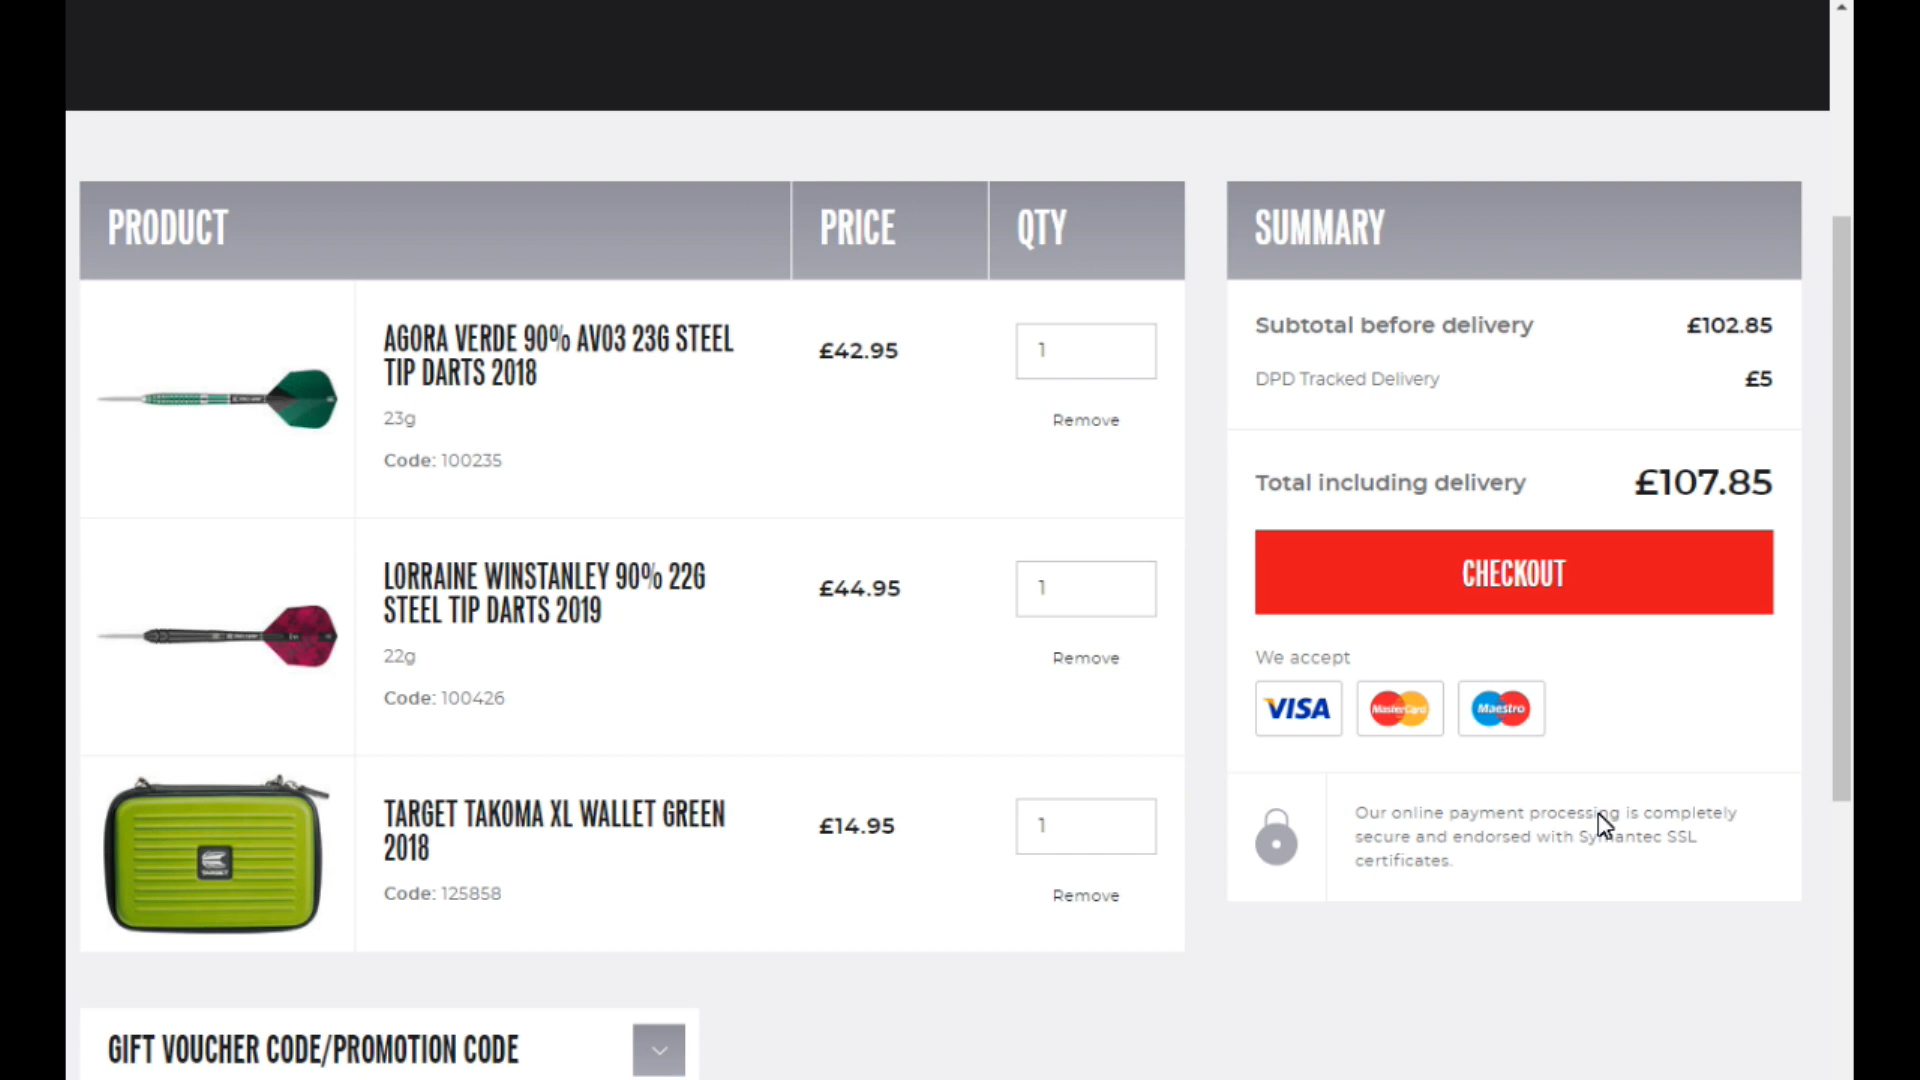 PRODUCT
PRICE
QTY
AGORA VERDE 90% AV03 23G STEEL
TIP DARTS 2018
23g
Code: 100235
£42.95
1
Remove
LORRAINE WINSTANLEY 90% 22G
STEEL TIP DARTS 2019
22g
Code: 100426
£44.95
1
Remove
TARGET
TARGET TAKOMA XL WALLET GREEN
2018
Code: 125858
£14.95
1
Remove
GIFT VOUCHER CODE/PROMOTION CODE
SUMMARY
Subtotal before delivery £102.85
DPD Tracked Delivery £5
Total including delivery £107.85
CHECKOUT
We accept
VISA MasterCard Maestro
Our online payment processing is completely
secure and endorsed with Symantec SSL
certificates.